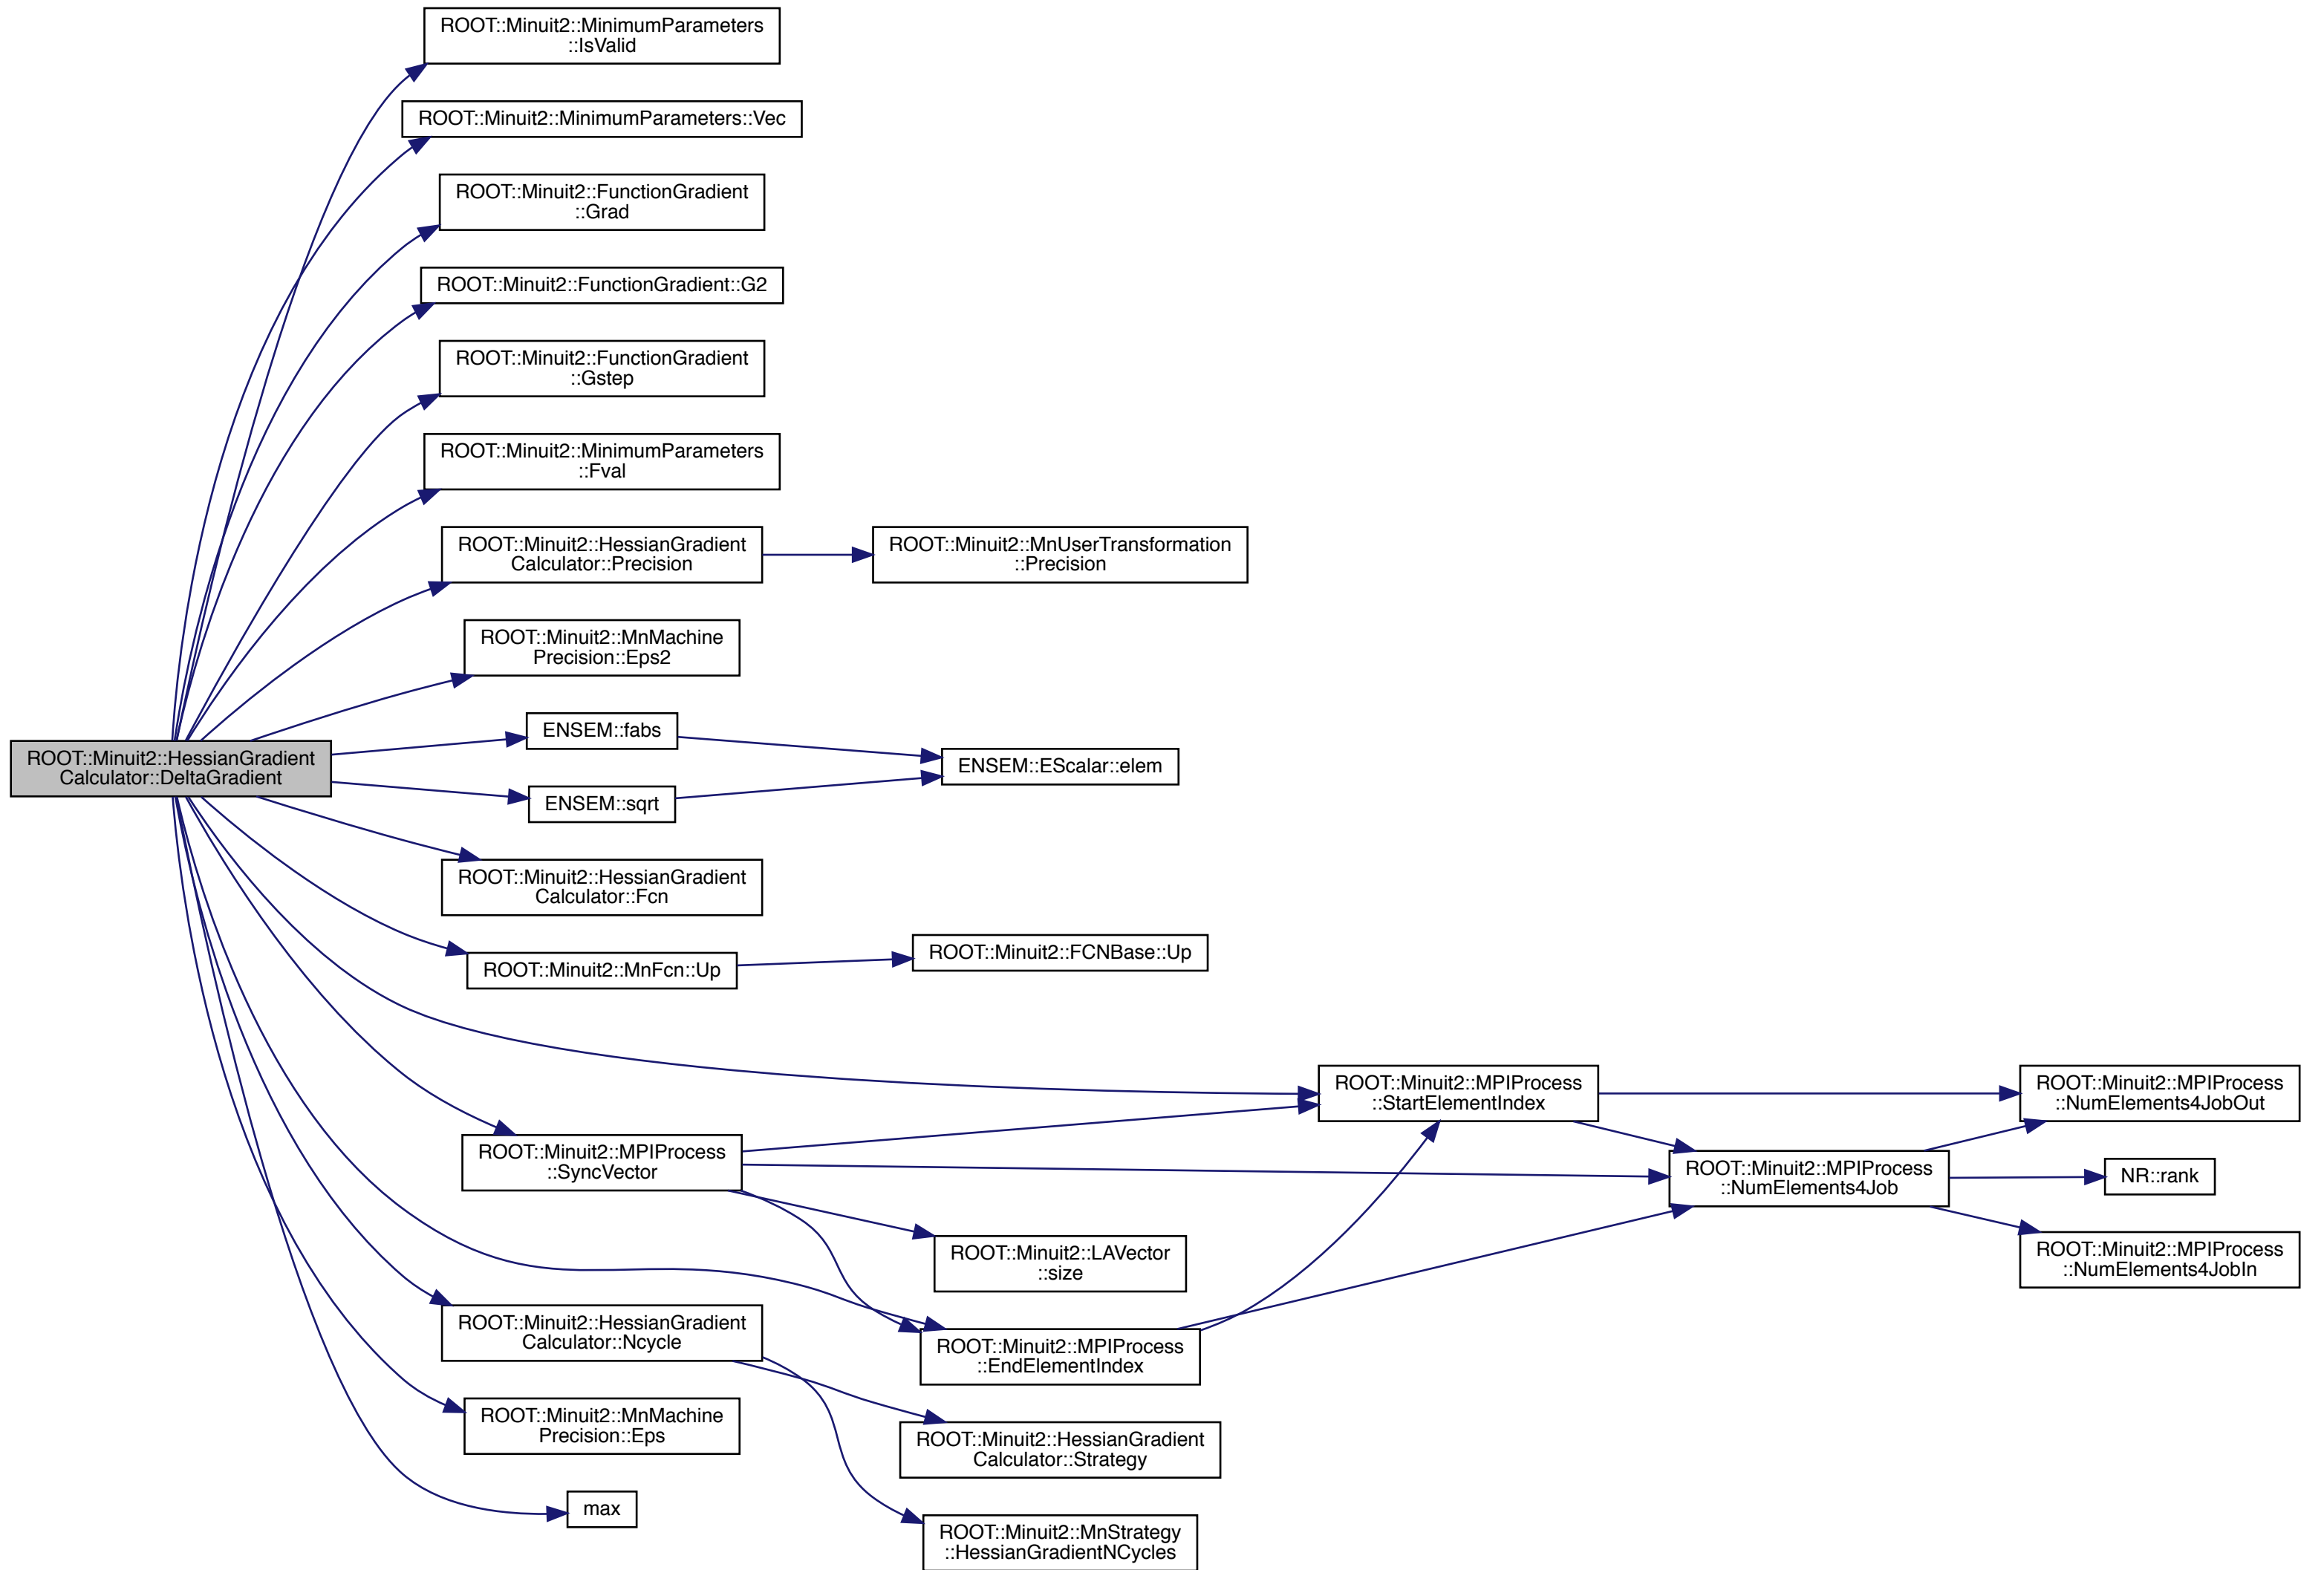 ROOT::Minuit2::MinimumParameters
::IsValid
ROOT::Minuit2::MinimumParameters::Vec
ROOT::Minuit2::FunctionGradient
::Grad
ROOT::Minuit2::FunctionGradient::G2
ROOT::Minuit2::FunctionGradient
::Gstep
ROOT::Minuit2::MinimumParameters
::Fval
ROOT::Minuit2::HessianGradient
Calculator::Precision
ROOT::Minuit2::MnUserTransformation
::Precision
ROOT::Minuit2::MnMachine
Precision::Eps2
ENSEM::fabs
ROOT::Minuit2::HessianGradient
Calculator::DeltaGradient
ENSEM::EScalar::elem
ENSEM::sqrt
ROOT::Minuit2::HessianGradient
Calculator::Fcn
ROOT::Minuit2::MnFcn::Up
ROOT::Minuit2::FCNBase::Up
ROOT::Minuit2::MPIProcess
::StartElementIndex
ROOT::Minuit2::MPIProcess
::NumElements4JobOut
ROOT::Minuit2::MPIProcess
::SyncVector
ROOT::Minuit2::MPIProcess
::NumElements4Job
NR::rank
ROOT::Minuit2::LAVector
::size
ROOT::Minuit2::MPIProcess
::NumElements4JobIn
ROOT::Minuit2::HessianGradient
Calculator::Ncycle
ROOT::Minuit2::MPIProcess
::EndElementIndex
ROOT::Minuit2::MnMachine
Precision::Eps
ROOT::Minuit2::HessianGradient
Calculator::Strategy
max
ROOT::Minuit2::MnStrategy
::HessianGradientNCycles